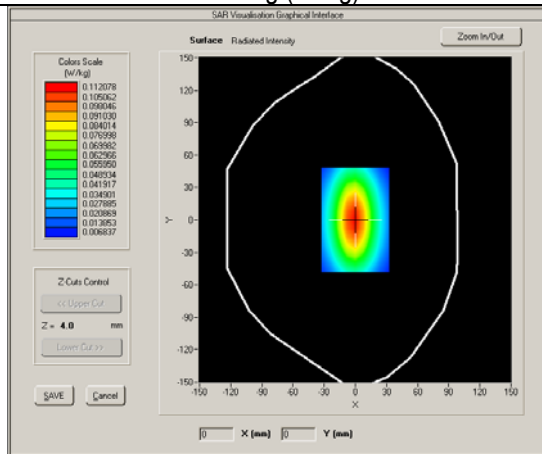 SAR Visualisation Graphical Interface
Surface Radiated Intensity
Zoom In/Out
Colors Scale
(W/kg)
0.112078
0.105062
0.098046
0.091030
0.084014
0.076998
0.069982
0.062966
0.055950
0.048934
0.041917
0.034901
0.027885
0.020869
0.013853
0.006837
150-
120-
90-
60-
30-
Y 0-
-30-
-60-
-90-
-120-
-150-
-150 -120 -90 -60 -30 0 30 60 90 120 150
X
Z-Cuts Control
<< Upper Cut
Z = 4.0 mm
Lower Cut >>
SAVE Cancel
0 X (mm) 0 Y (mm)